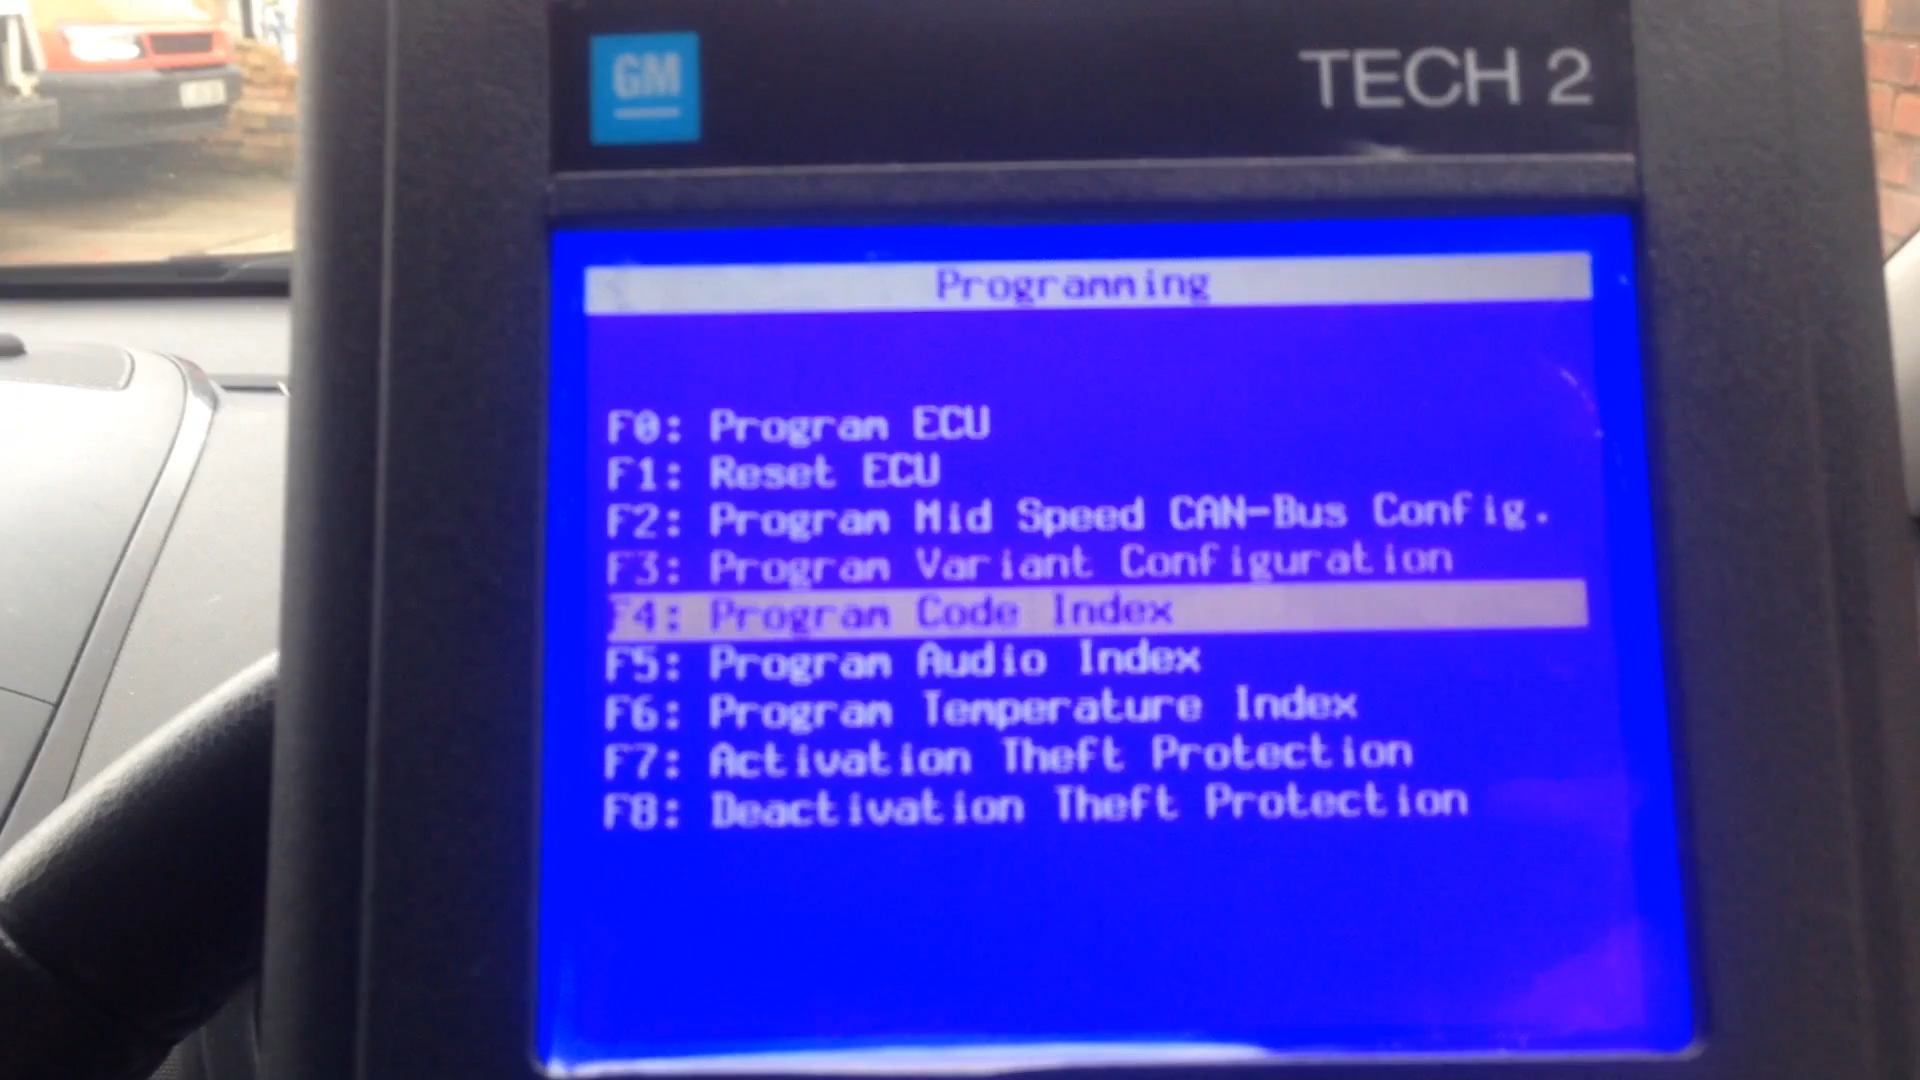 GM
TECH 2
Programming
F0: Program ECU
F1: Reset ECU
F2: Program Mid Speed CAN-Bus Config.
F3: Program Variant Configuration
F4: Program Code Index
F5: Program Audio Index
F6: Program Temperature Index
F7: Activation Theft Protection
F8: Deactivation Theft Protection